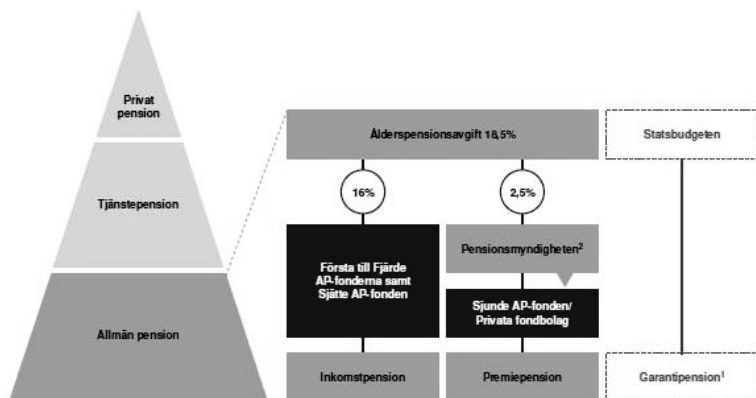 Privat
pension
Tjänstepension
Allmän pension
Ålderspensionsavgift 18,5%
Statsbudgeten
16%
2,5%
Första till Fjärde
AP-fonderna samt
Sjätte AP-fonden
Pensionsmyndigheten²
Sjunde AP-fonden/
Privata fondbolag
Inkomstpension
Premiepension
Garantipension¹